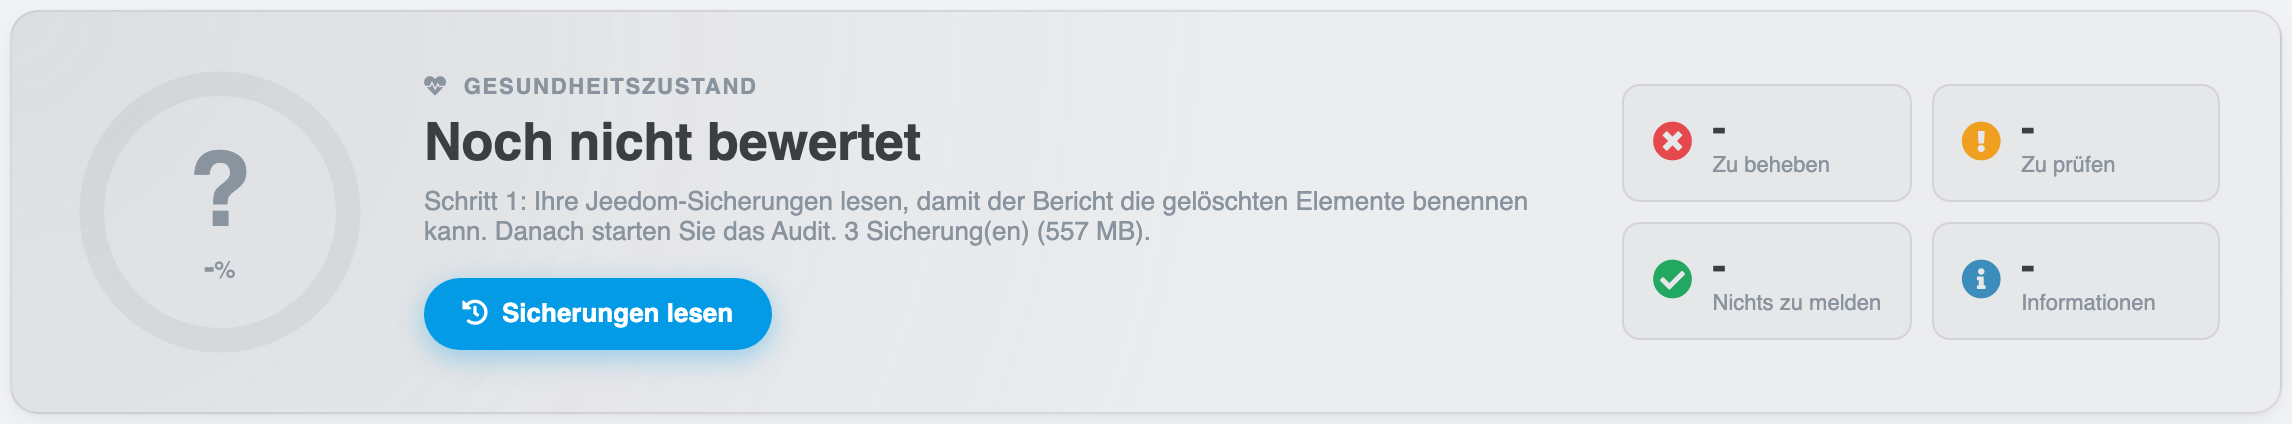 ?
-%
GESUNDHEITSZUSTAND
Noch nicht bewertet
Schritt 1: Ihre Jeedom-Sicherungen lesen, damit der Bericht die gelöschten Elemente benennen
kann. Danach starten Sie das Audit. 3 Sicherung(en) (557 MB).
Sicherungen lesen
-
Zu beheben
-
Zu prüfen
-
Nichts zu melden
-
Informationen